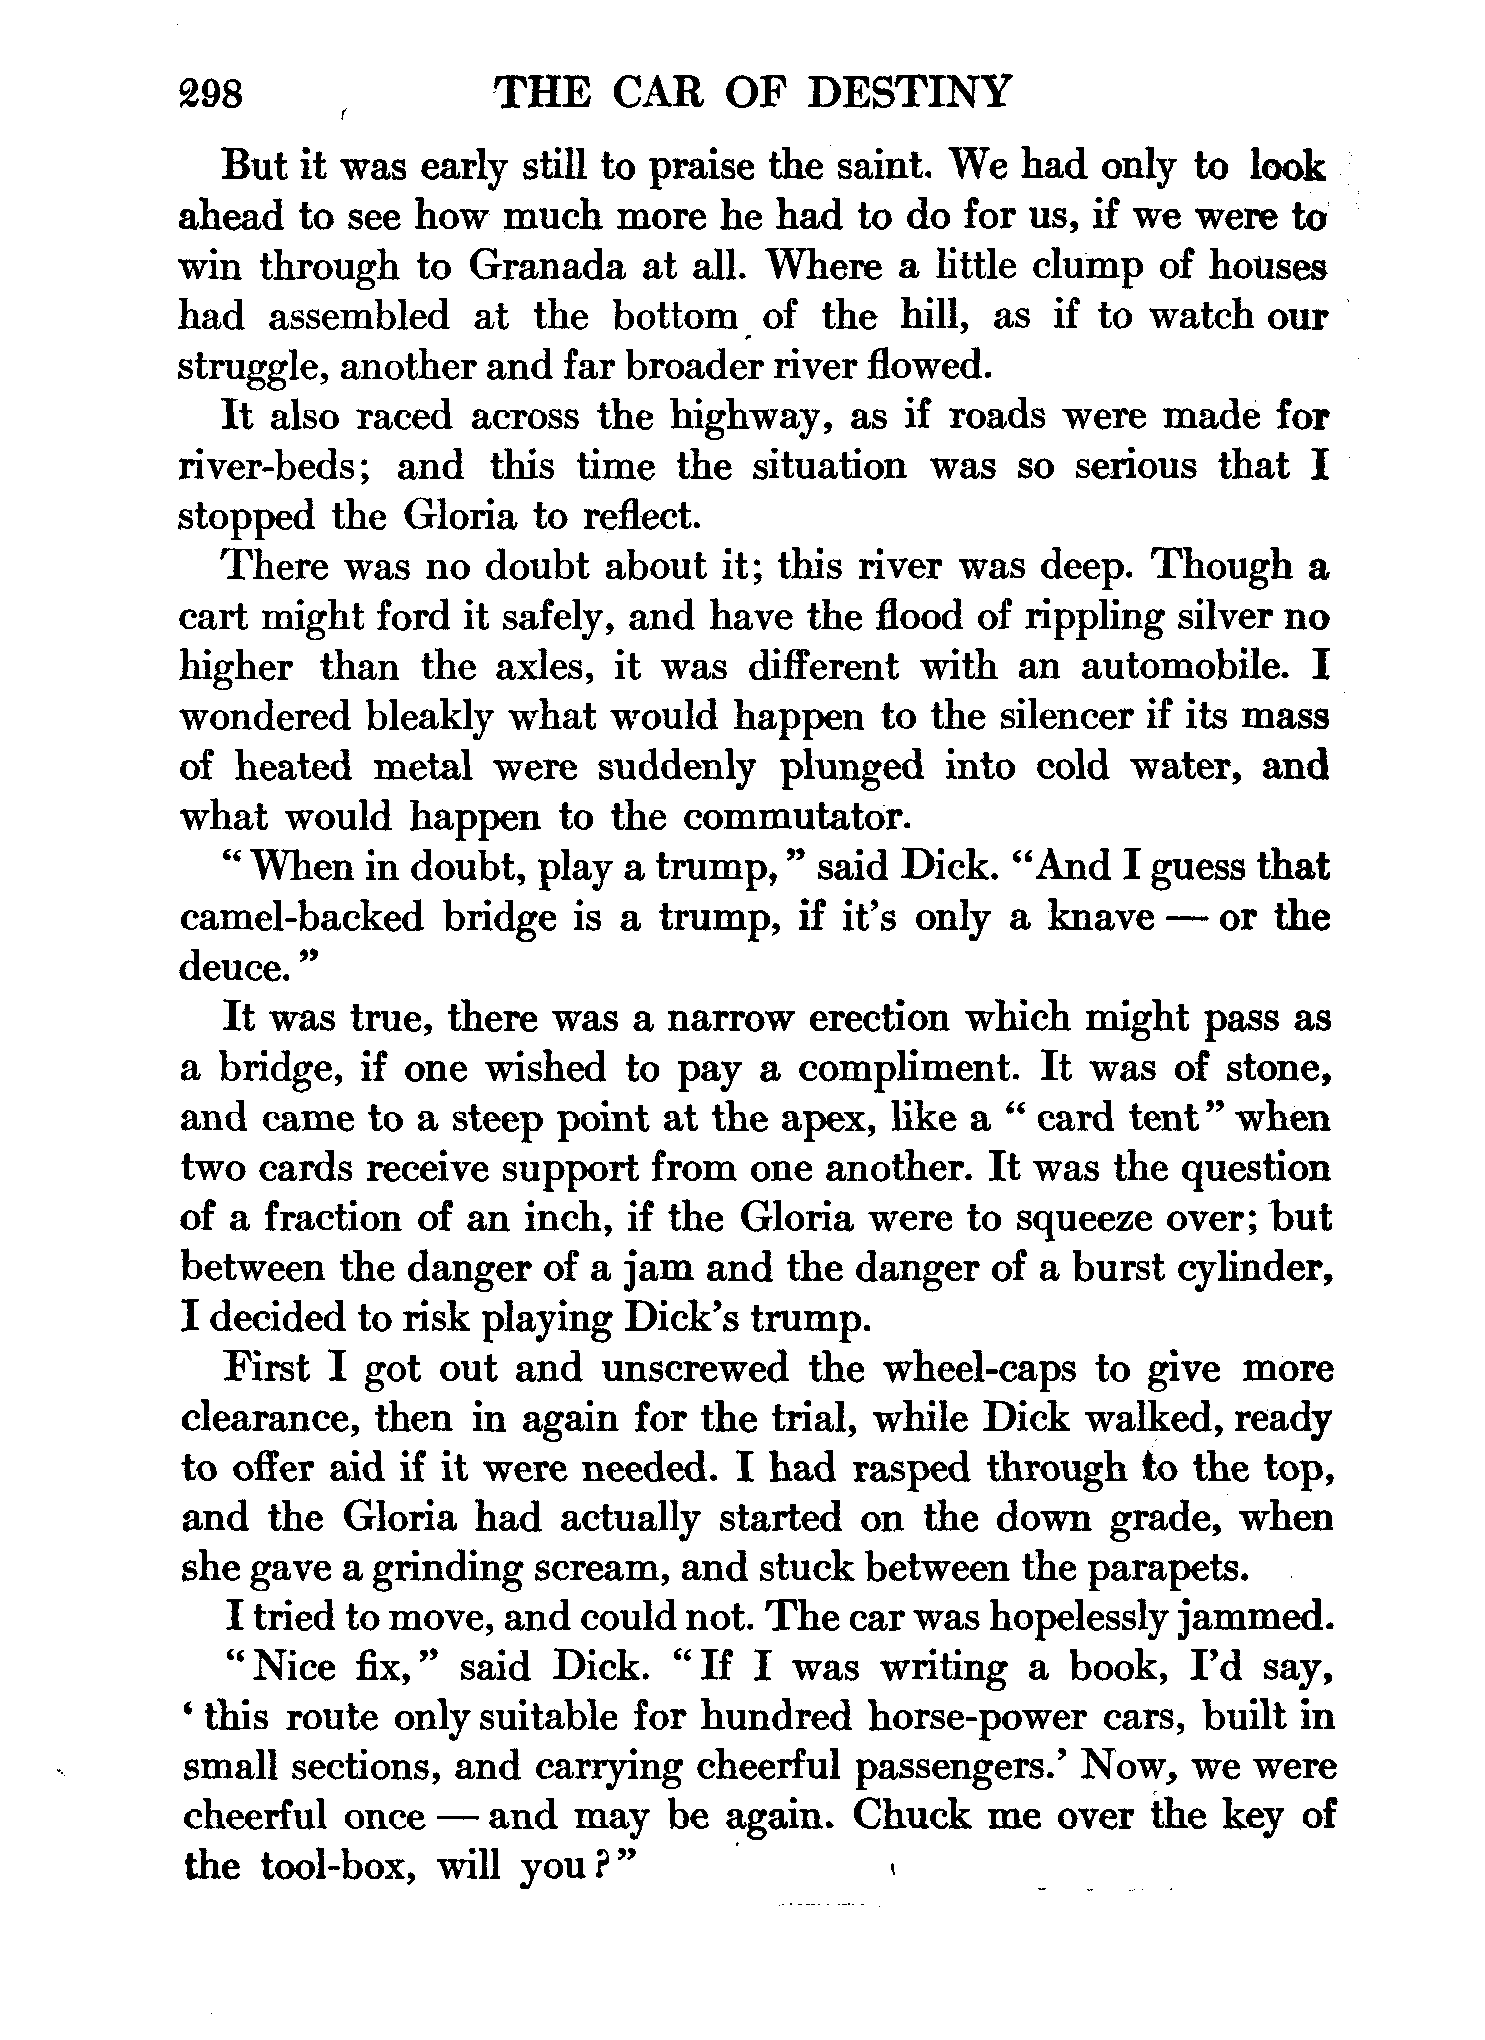 298 THE CAR OF DESTINY
But it was early still to praise the saint. We had only to look
ahead to see how much more he had to do for us, if we were to
win through to Granada at all. Where a little clump of houses
had assembled at the bottom of the hill, as if to watch our
struggle, another and far broader river flowed.
It also raced across the highway, as if roads were made for
river-beds; and this time the situation was so serious that I
stopped the Gloria to reflect.
There was no doubt about it; this river was deep. Though a
cart might ford it safely, and have the flood of rippling silver no
higher than the axles, it was different with an automobile. I
wondered bleakly what would happen to the silencer if its mass
of heated metal were suddenly plunged into cold water, and
what would happen to the commutator.
“When in doubt, play a trump,” said Dick. “And I guess that
camel-backed bridge is a trump, if it’s only a knave — or the
deuce.”
It was true, there was a narrow erection which might pass as
a bridge, if one wished to pay a compliment. It was of stone,
and came to a steep point at the apex, like a “card tent” when
two cards receive support from one another. It was the question
of a fraction of an inch, if the Gloria were to squeeze over; but
between the danger of a jam and the danger of a burst cylinder,
I decided to risk playing Dick’s trump.
First I got out and unscrewed the wheel-caps to give more
clearance, then in again for the trial, while Dick walked, ready
to offer aid if it were needed. I had rasped through to the top,
and the Gloria had actually started on the down grade, when
she gave a grinding scream, and stuck between the parapets.
I tried to move, and could not. The car was hopelessly jammed.
“Nice fix,” said Dick. “If I was writing a book, I’d say,
‘this route only suitable for hundred horse-power cars, built in
small sections, and carrying cheerful passengers.’ Now, we were
cheerful once — and may be again. Chuck me over the key of
the tool-box, will you?”